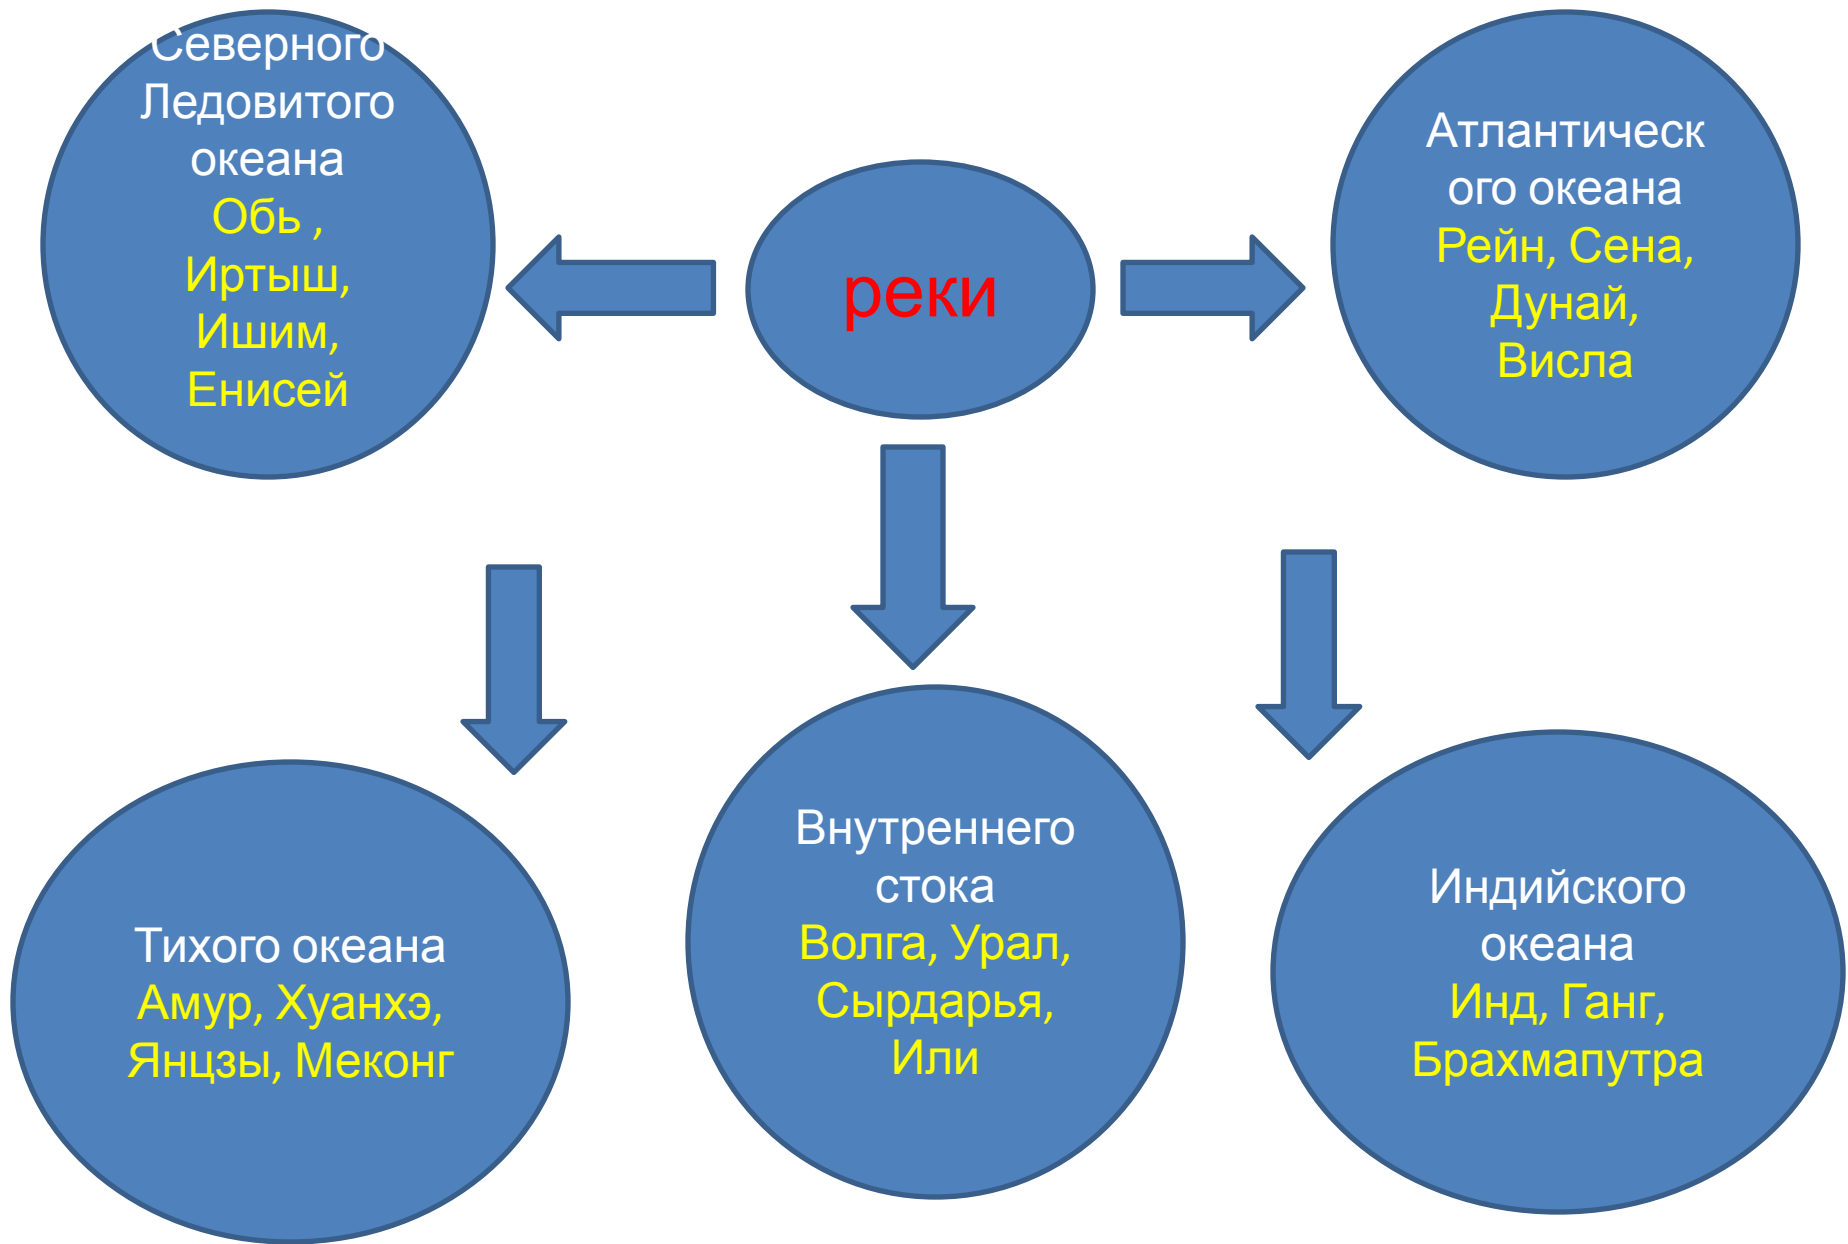 Северного
Ледовитого
океана
Обь ,
Иртыш,
Ишим,
Енисей
реки
Атлантическ
ого океана
Рейн, Сена,
Дунай,
Висла
Тихого океана
Амур, Хуанхэ,
Янцзы, Меконг
Внутреннего
стока
Волга, Урал,
Сырдарья,
Или
Индийского
океана
Инд, Ганг,
Брахмапутра